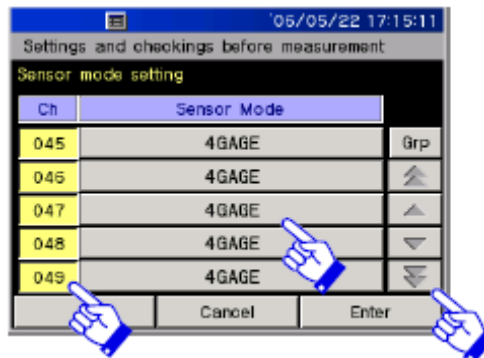 '06/05/22 17:15:11
Settings and checkings before measurement
Sensor mode setting
Ch Sensor Mode
045 4GAGE Grp
046 4GAGE
047 4GAGE
048 4GAGE
049 4GAGE
Cancel Enter